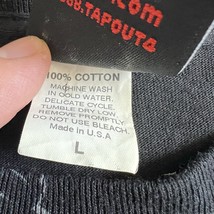 .com
.TAPOUT
100% COTTON
MACHINE WASH
IN COLD WATER.
DELICATE CYCLE.
TUMBLE DRY LOW
REMOVE PROMPTLY
DO NOT USE BLEACH.
Made In U.S.A
L